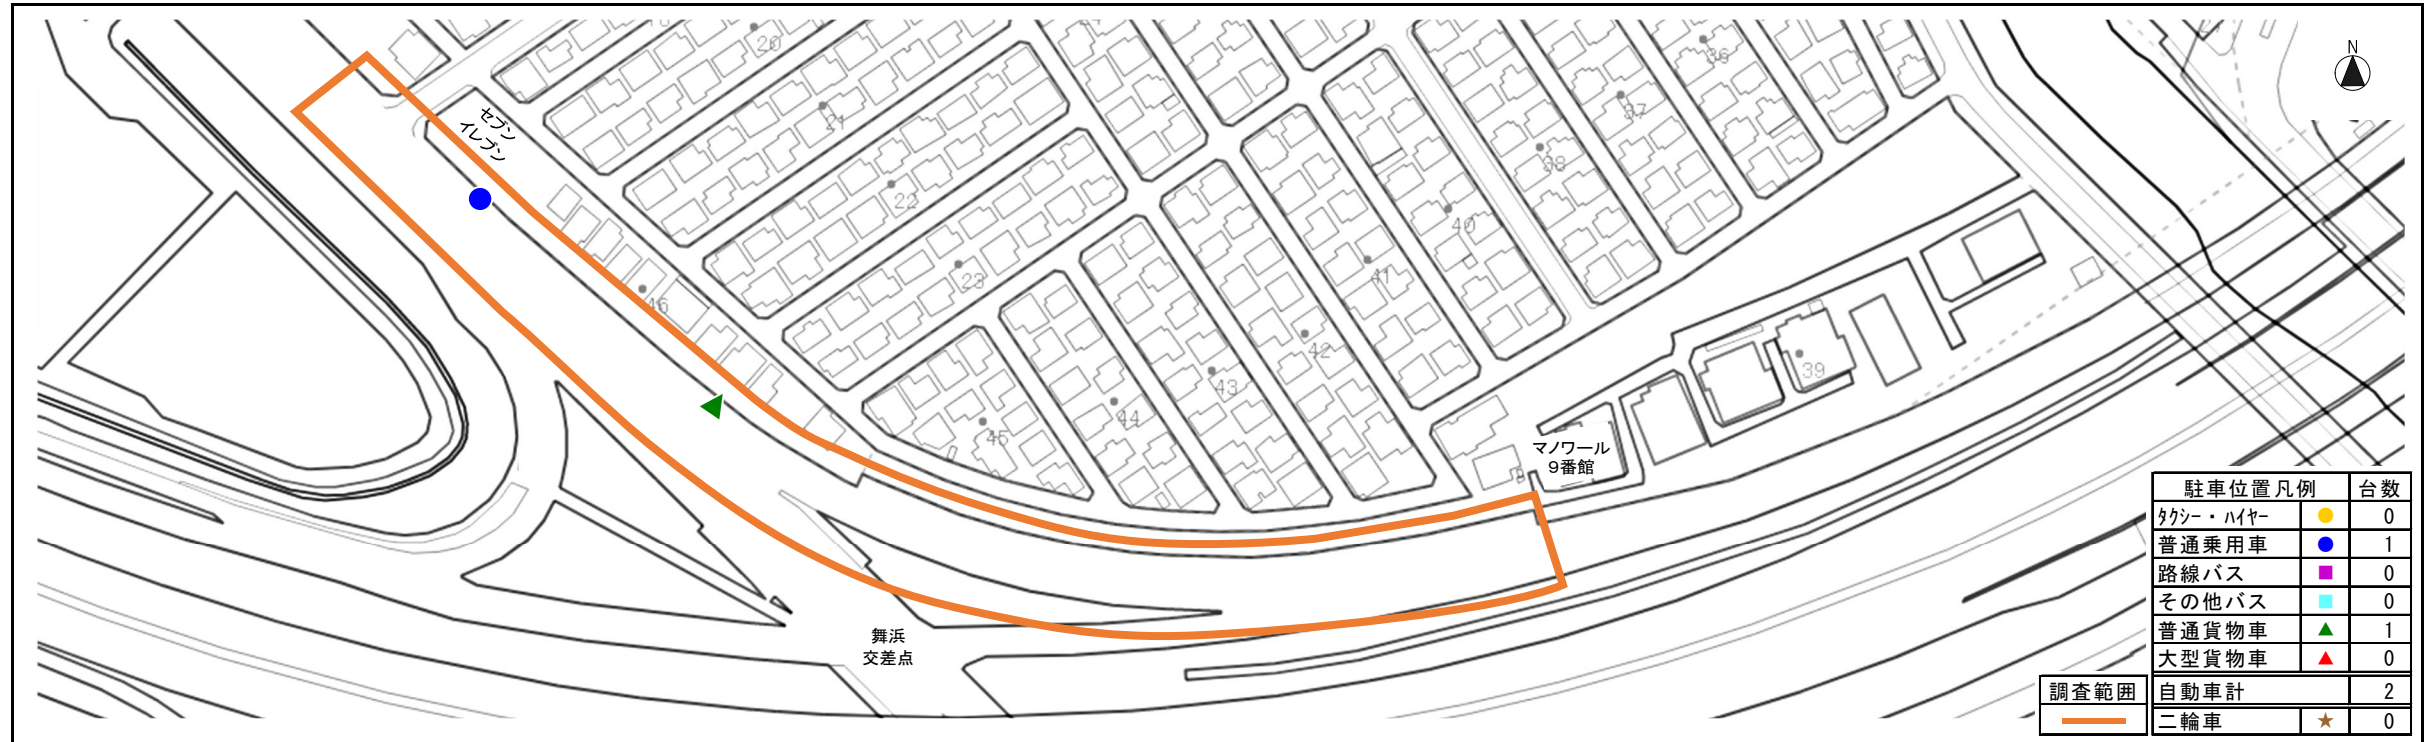 N
セブン
イレブン
20
21
22
23
36
37
38
40
41
42
43
44
45
46
39
マノワール
9番館
舞浜
交差点
駐車位置凡例 台数
ﾀｸｼｰ・ﾊｲﾔｰ ● 0
普通乗用車 ● 1
路線バス ■ 0
その他バス ■ 0
普通貨物車 ▲ 1
大型貨物車 ▲ 0
調査範囲 自動車計 2
二輪車 ★ 0